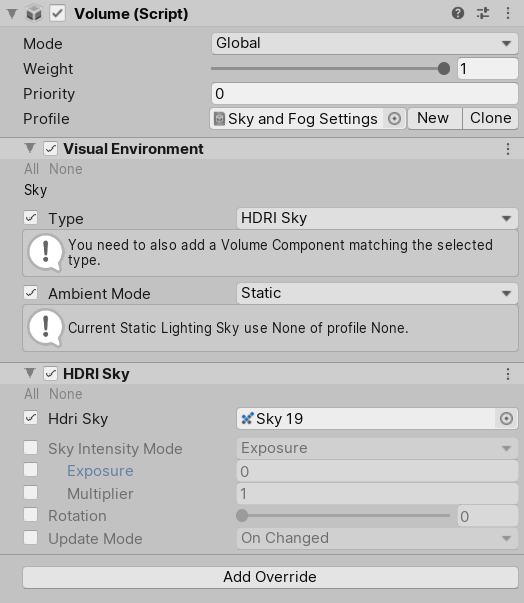 Volume (Script)
Mode Global
Weight 1
Priority 0
Profile Sky and Fog Settings New Clone
Visual Environment
All None
Sky
Type HDRI Sky
You need to also add a Volume Component matching the selected
type.
Ambient Mode Static
Current Static Lighting Sky use None of profile None.
HDRI Sky
All None
Hdri Sky Sky 19
Sky Intensity Mode Exposure
Exposure 0
Multiplier 1
Rotation 0
Update Mode On Changed
Add Override